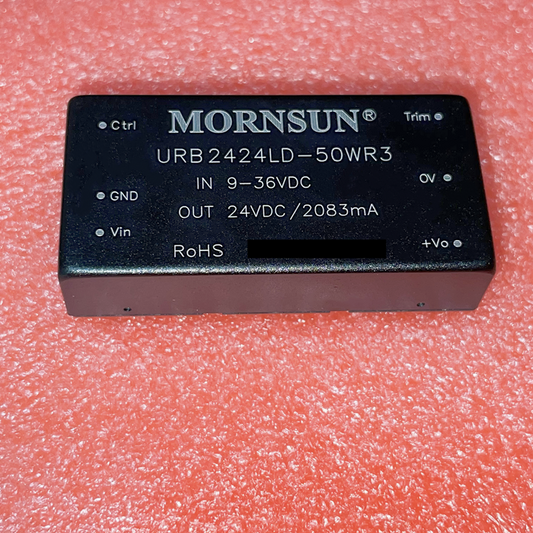 Ctrl MORNSUN® Trim
URB2424LD-50WR3
GND IN 9-36VDC 0V
OUT 24VDC/2083mA
Vin +Vo
RoHS